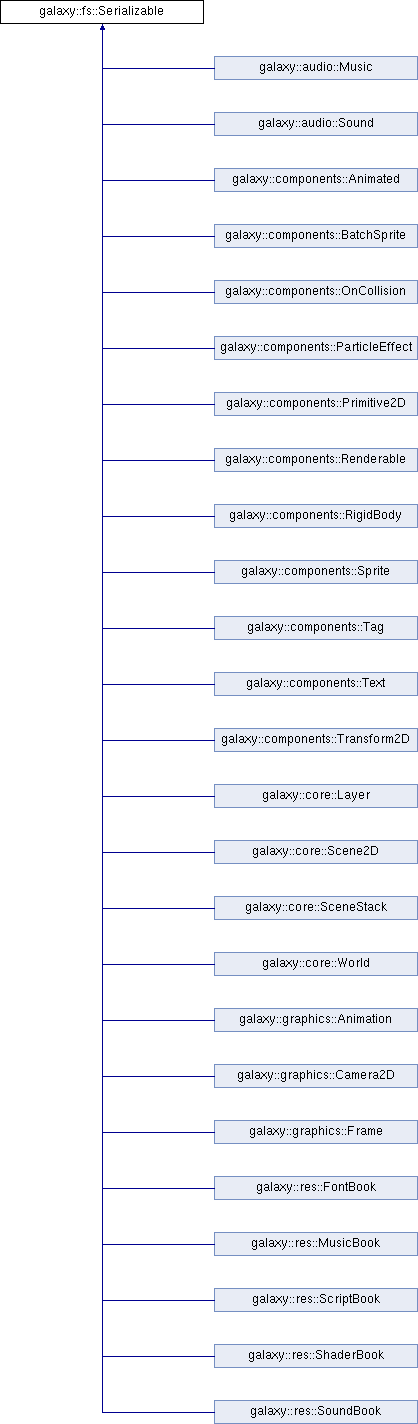 galaxy::fs::Serializable
galaxy::audio::Music
galaxy::audio::Sound
galaxy::components::Animated
galaxy::components::BatchSprite
galaxy::components::OnCollision
galaxy::components::ParticleEffect
galaxy::components::Primitive2D
galaxy::components::Renderable
galaxy::components::RigidBody
galaxy::components::Sprite
galaxy::components::Tag
galaxy::components::Text
galaxy::components::Transform2D
galaxy::core::Layer
galaxy::core::Scene2D
galaxy::core::SceneStack
galaxy::core::World
galaxy::graphics::Animation
galaxy::graphics::Camera2D
galaxy::graphics::Frame
galaxy::res::FontBook
galaxy::res::MusicBook
galaxy::res::ScriptBook
galaxy::res::ShaderBook
galaxy::res::SoundBook